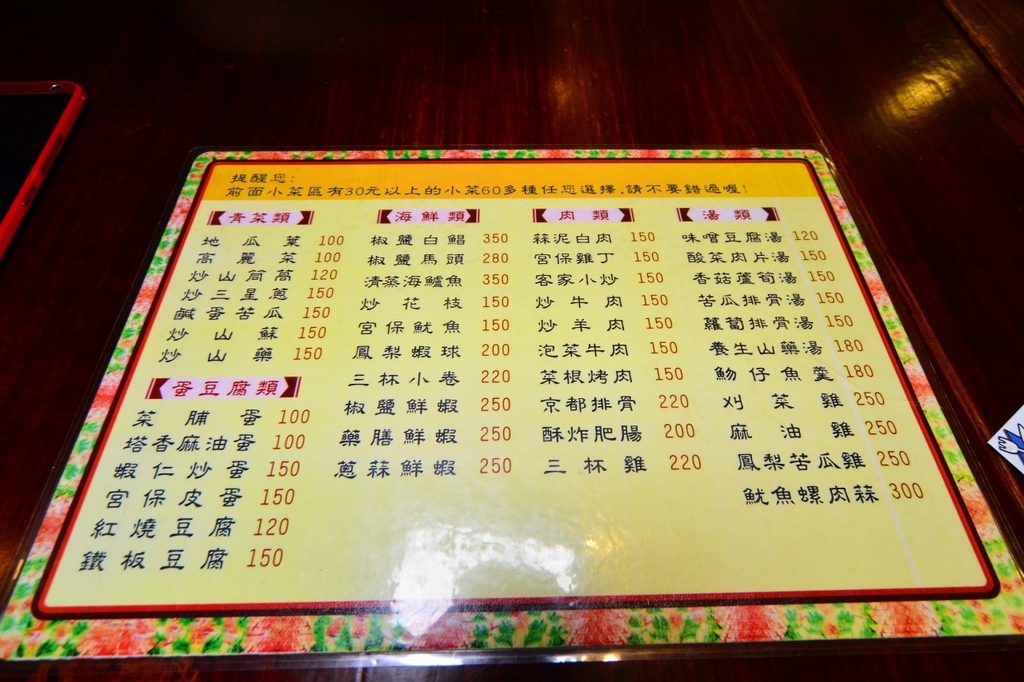 提醒您:
前面小菜區有30元以上的小菜60多種任您選擇,請不要錯過喔!
青菜類
地瓜葉 100
高麗菜 100
炒山茼萵 120
炒三星蔥 150
鹹蛋苦瓜 150
炒山蘇 150
炒山藥 150
蛋豆腐類
菜脯蛋 100
塔香麻油蛋 100
蝦仁炒蛋 150
宮保皮蛋 150
紅燒豆腐 120
鐵板豆腐 150
海鮮類
椒鹽白鯧 350
椒鹽馬頭 280
清蒸海鱸魚 350
炒花枝 150
宮保魷魚 150
鳳梨蝦球 200
三杯小卷 220
椒鹽鮮蝦 250
藥膳鮮蝦 250
蔥蒜鮮蝦 250
肉類
蒜泥白肉 150
宮保雞丁 150
客家小炒 150
炒牛肉 150
炒羊肉 150
泡菜牛肉 150
菜根烤肉 150
京都排骨 220
酥炸肥腸 200
三杯雞 220
湯類
味噌豆腐湯 120
酸菜肉片湯 150
香菇蘆筍湯 150
苦瓜排骨湯 150
蘿蔔排骨湯 150
養生山藥湯 180
魩仔魚羹 180
刈菜雞 250
麻油雞 250
鳳梨苦瓜雞 250
魷魚螺肉蒜 300